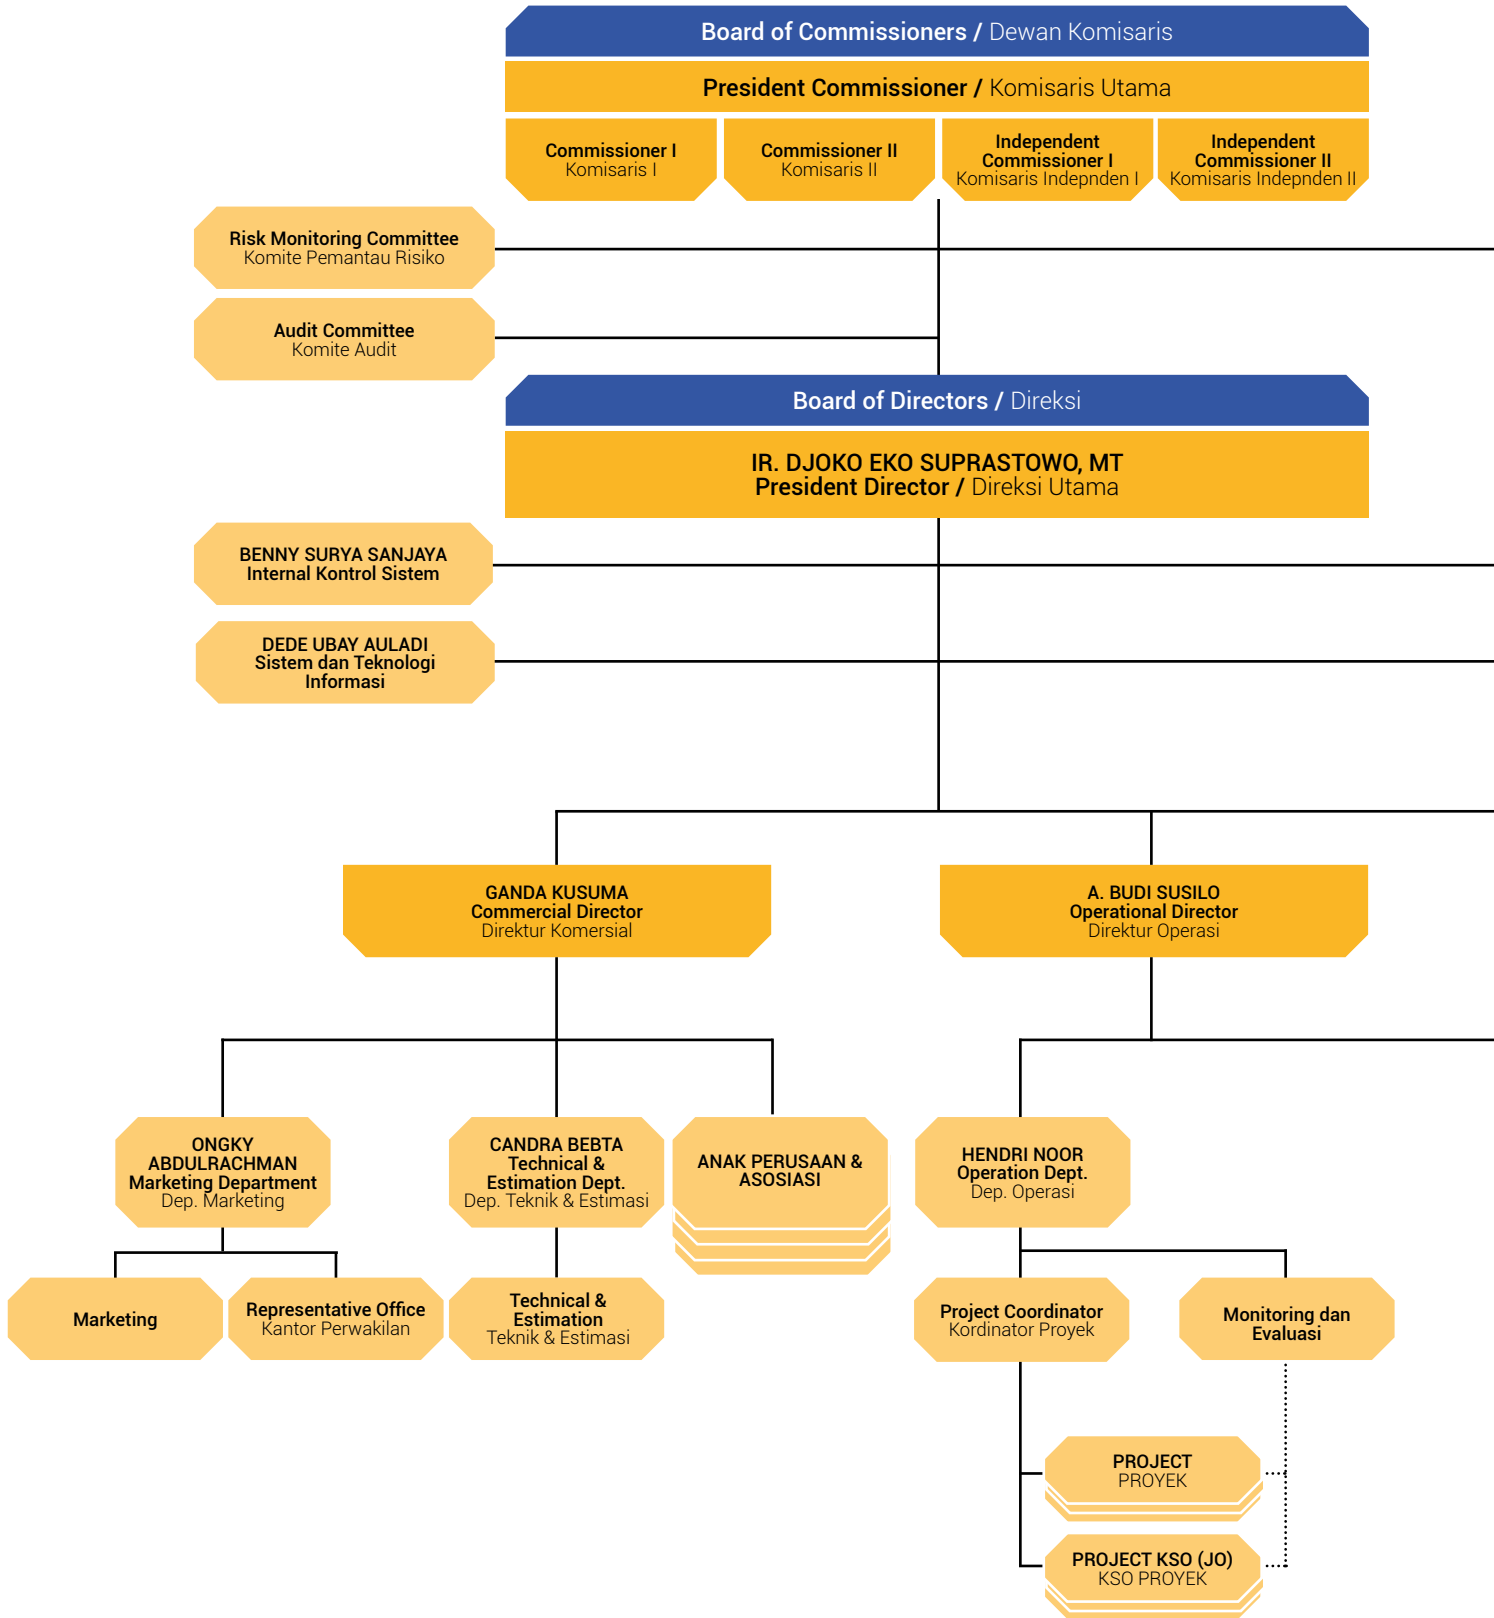 Board of Commissioners / Dewan Komisaris
President Commissioner / Komisaris Utama
Commissioner I
Komisaris I
Commissioner II
Komisaris II
Independent
Commissioner I
Komisaris Indepnden I
Independent
Commissioner II
Komisaris Indepnden II
Risk Monitoring Committee
Komite Pemantau Risiko
Audit Committee
Komite Audit
Board of Directors / Direksi
IR. DJOKO EKO SUPRASTOWO, MT
President Director / Direksi Utama
BENNY SURYA SANJAYA
Internal Kontrol Sistem
DEDE UBAY AULADI
Sistem dan Teknologi
Informasi
GANDA KUSUMA
Commercial Director
Direktur Komersial
A. BUDI SUSILO
Operational Director
Direktur Operasi
ONGKY
ABDULRACHMAN
Marketing Department
Dep. Marketing
CANDRA BEBTA
Technical &
Estimation Dept.
Dep. Teknik & Estimasi
ANAK PERUSAAN &
ASOSIASI
HENDRI NOOR
Operation Dept.
Dep. Operasi
Marketing
Representative Office
Kantor Perwakilan
Technical &
Estimation
Teknik & Estimasi
Project Coordinator
Kordinator Proyek
Monitoring dan
Evaluasi
PROJECT
PROYEK
PROJECT KSO (JO)
KSO PROYEK